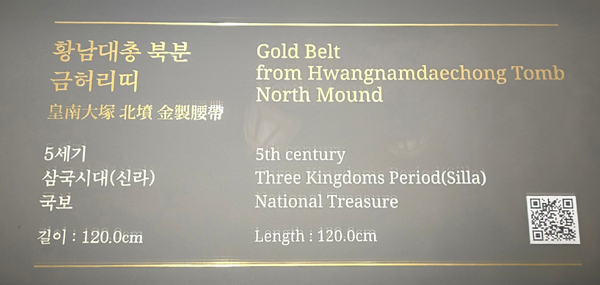 황남대총 북분
금허리띠
皇南大塚 北墳 金製腰帶
Gold Belt
from Hwangnamdaechong Tomb
North Mound
5세기
삼국시대(신라)
국보
5th century
Three Kingdoms Period(Silla)
National Treasure
길이 : 120.0cm
Length : 120.0cm